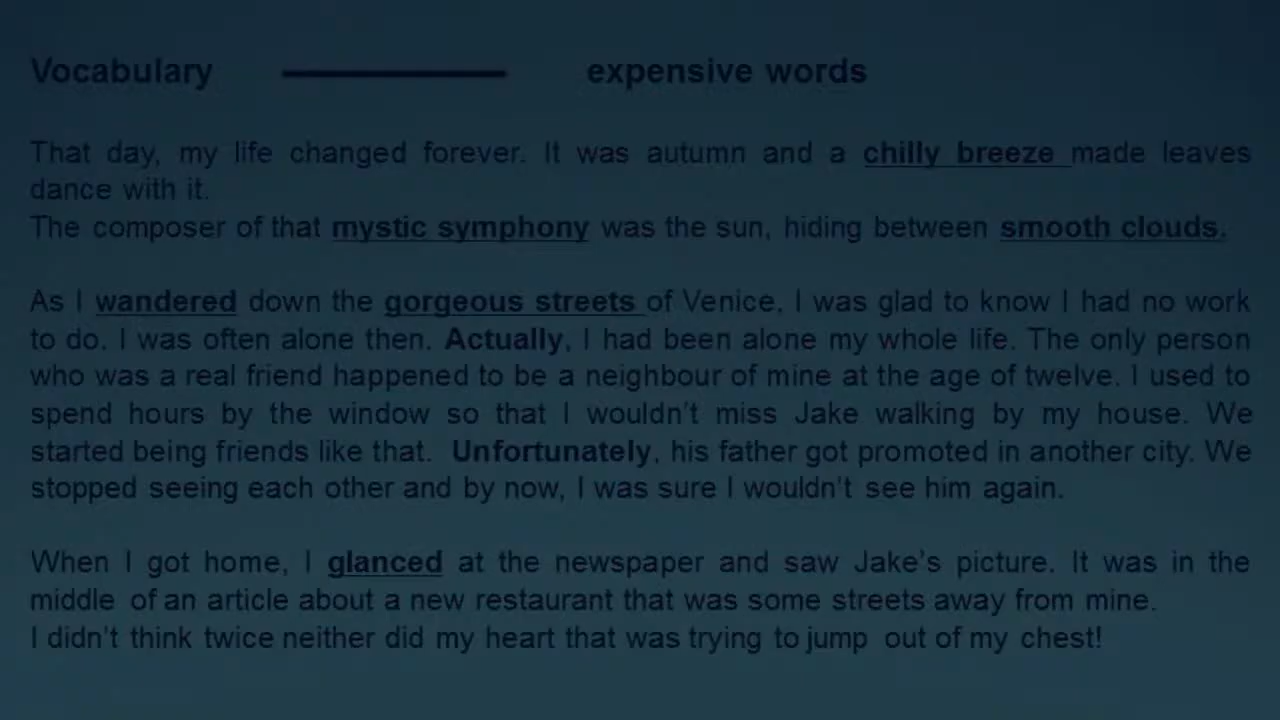 Vocabulary expensive words
That day, my life changed forever. It was autumn and a chilly breeze made leaves
dance with it.
The composer of that mystic symphony was the sun, hiding between smooth clouds.
As I wandered down the gorgeous streets of Venice, I was glad to know I had no work
to do. I was often alone then. Actually, I had been alone my whole life. The only person
who was a real friend happened to be a neighbour of mine at the age of twelve. I used to
spend hours by the window so that I wouldn't miss Jake walking by my house. We
started being friends like that. Unfortunately, his father got promoted in another city. We
stopped seeing each other and by now, I was sure I wouldn't see him again.
When I got home, I glanced at the newspaper and saw Jake's picture. It was in the
middle of an article about a new restaurant that was some streets away from mine.
I didn't think twice neither did my heart that was trying to jump out of my chest!